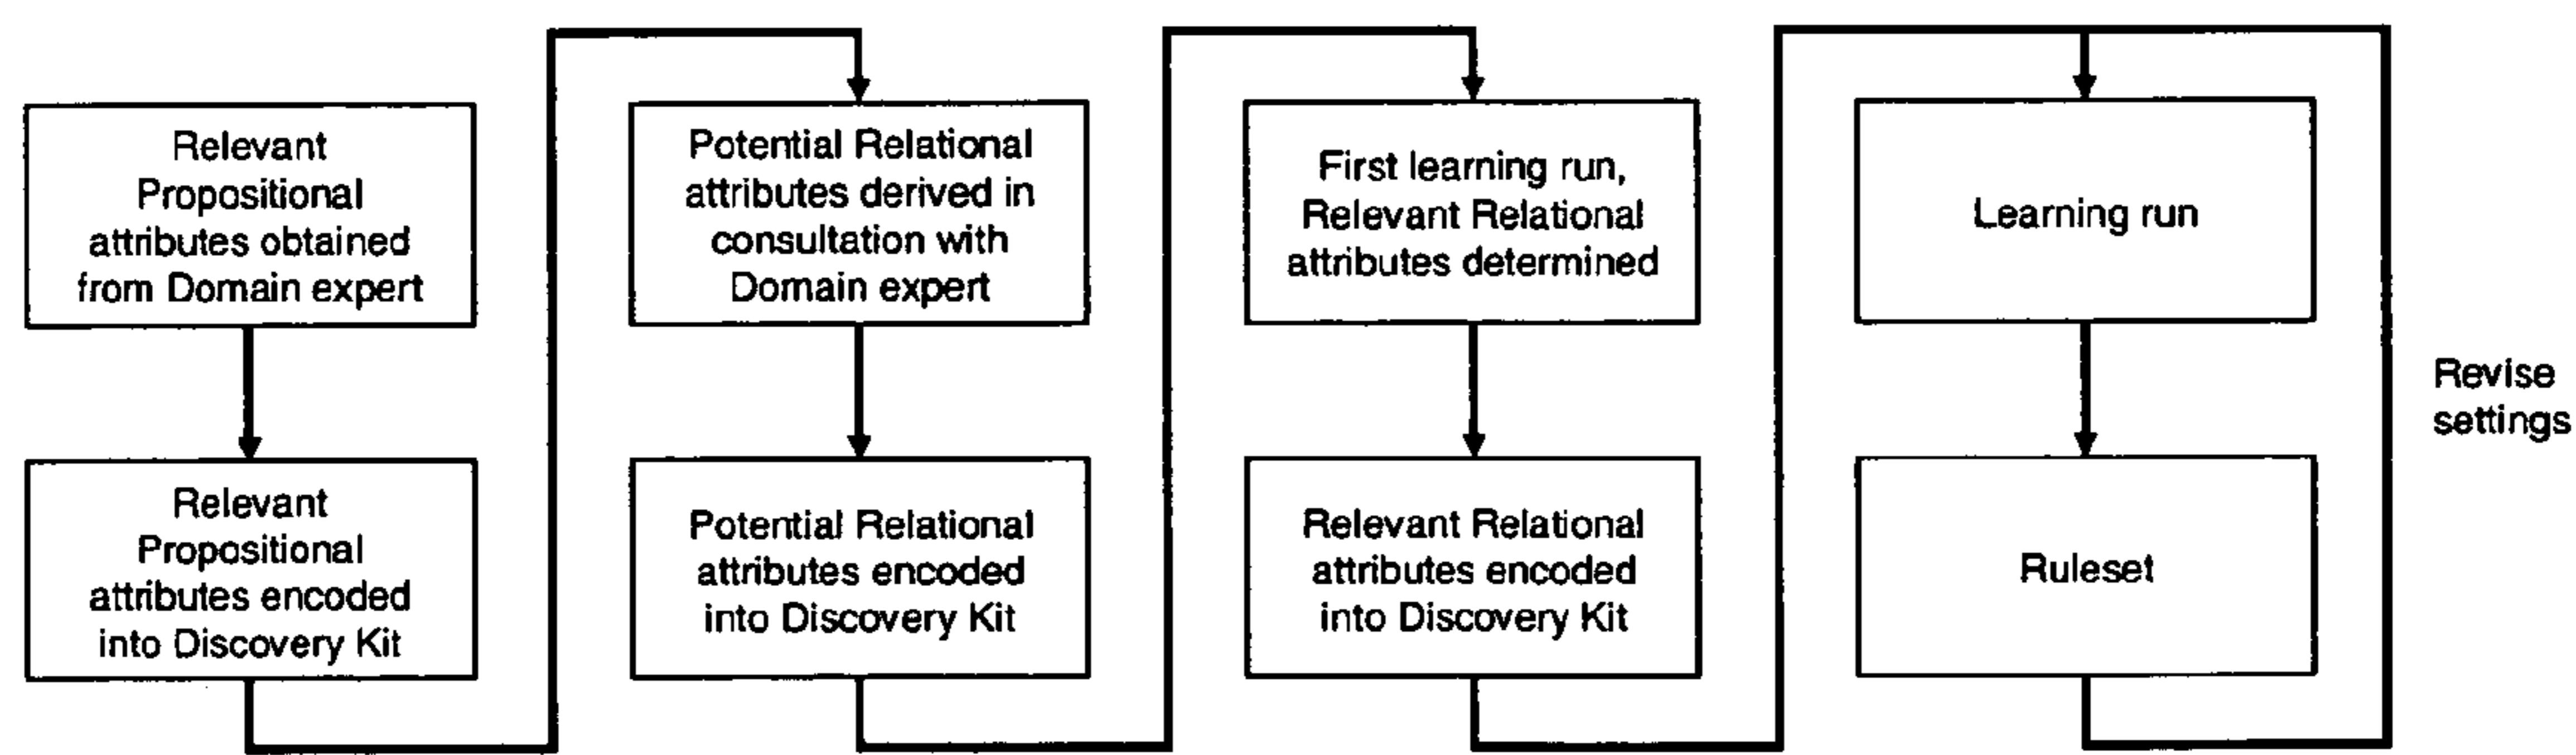 Relevant
Propositional
attributes obtained
from Domain expert
Relevant
Propositional
attributes encoded
into Discovery Kit
Potential Relational
attributes derived in
consultation with
Domain expert
Potential Relational
attributes encoded
into Discovery Kit
First learning run,
Relevant Relational
attributes determined
Relevant Relational
attributes encoded
into Discovery Kit
Learning run
Ruleset
Revise
settings